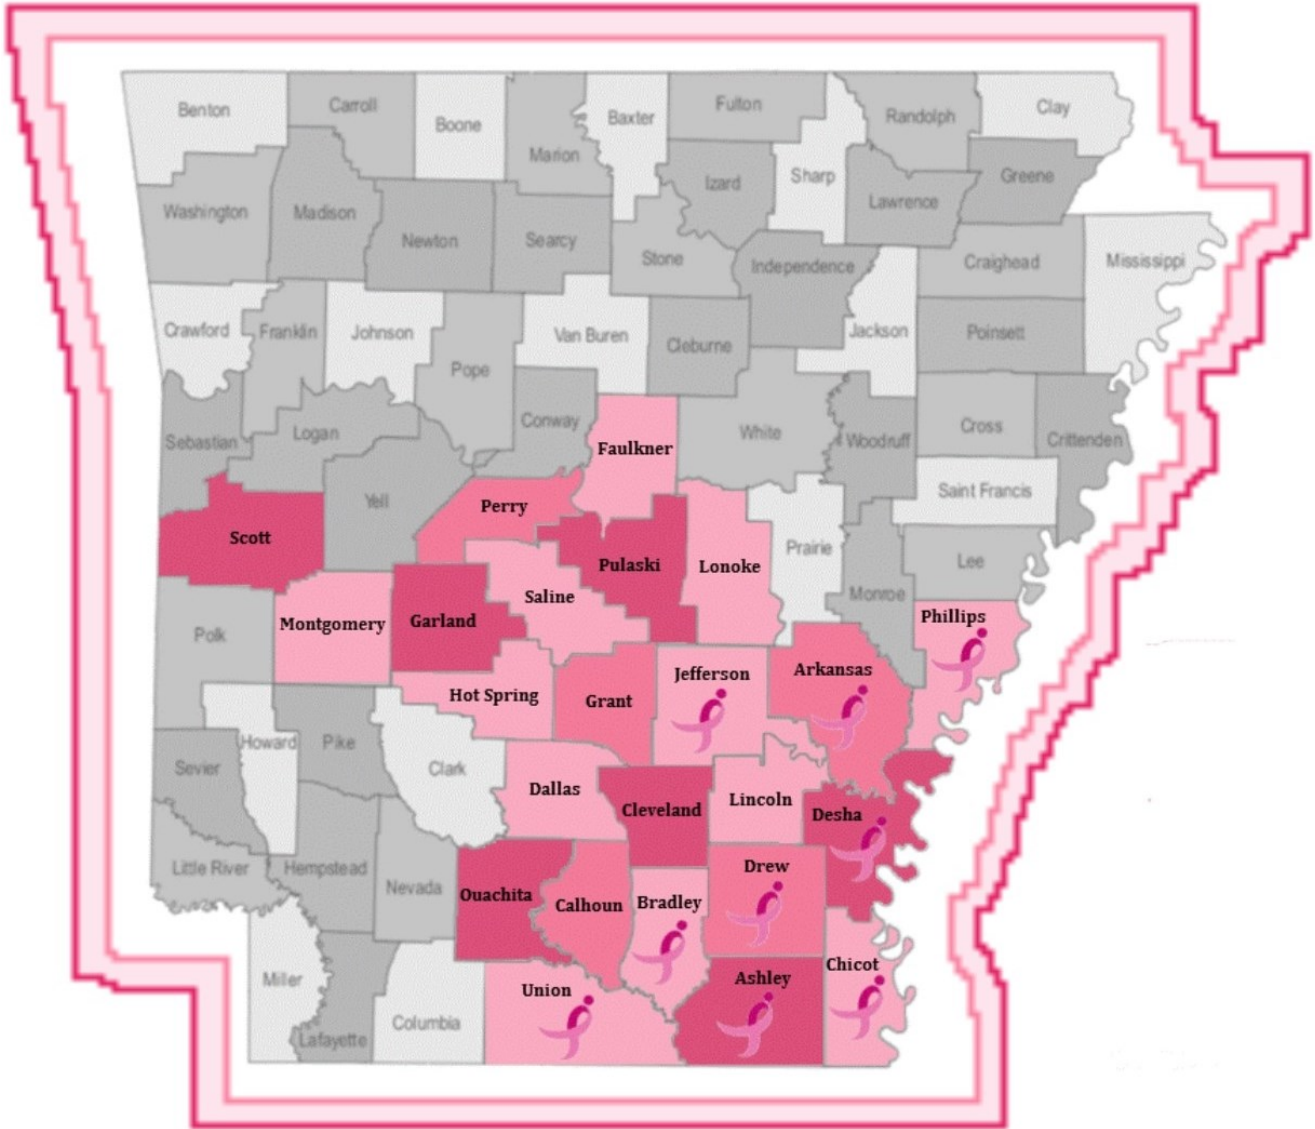 Benton
Carroll
Boone
Marion
Baxter
Fulton
Sharp
Randolph
Clay
Izard
Lawrence
Greene
Washington
Madison
Newton
Searcy
Stone
Independence
Craighead
Mississippi
Crawford
Franklin
Johnson
Pope
Van Buren
Cleburne
Jackson
Poinsett
Sebastian
Logan
Conway
Faulkner
White
Woodruff
Cross
Crittenden
Scott
Yell
Perry
Pulaski
Lonoke
Prairie
Saint Francis
Lee
Monroe
Phillips
Polk
Montgomery
Garland
Saline
Hot Spring
Grant
Jefferson
Arkansas
Howard
Pike
Clark
Dallas
Cleveland
Lincoln
Desha
Sevier
Little River
Hempstead
Nevada
Ouachita
Calhoun
Bradley
Drew
Miller
Lafayette
Columbia
Union
Ashley
Chicot